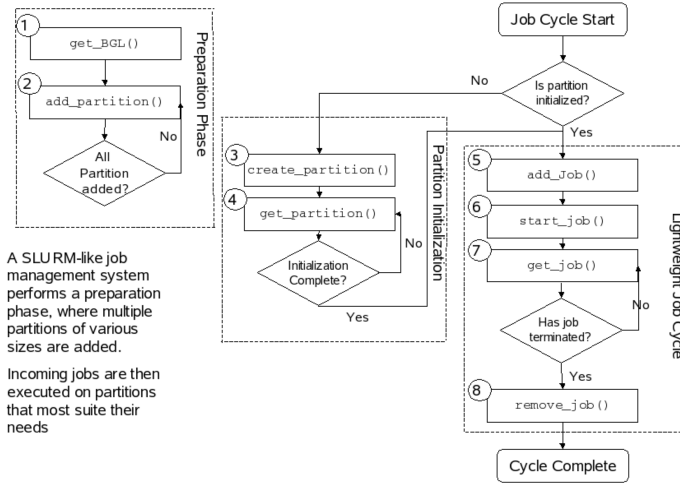 1
get_BGL()
2
add_partition()
No
All
Partition
added?
Preparation Phase
A SLURM-like job
management system
performs a preparation
phase, where multiple
partitions of various
sizes are added.
Incoming jobs are then
executed on partitions
that most suite their
needs
Job Cycle Start
Is partition
initialized?
No
Yes
3
create_partition()
4
get_partition()
No
Initialization
Complete?
Yes
Partition Initialization
5
add_Job()
6
start_job()
7
get_job()
No
Has job
terminated?
Yes
8
remove_job()
Lightweight Job Cycle
Cycle Complete